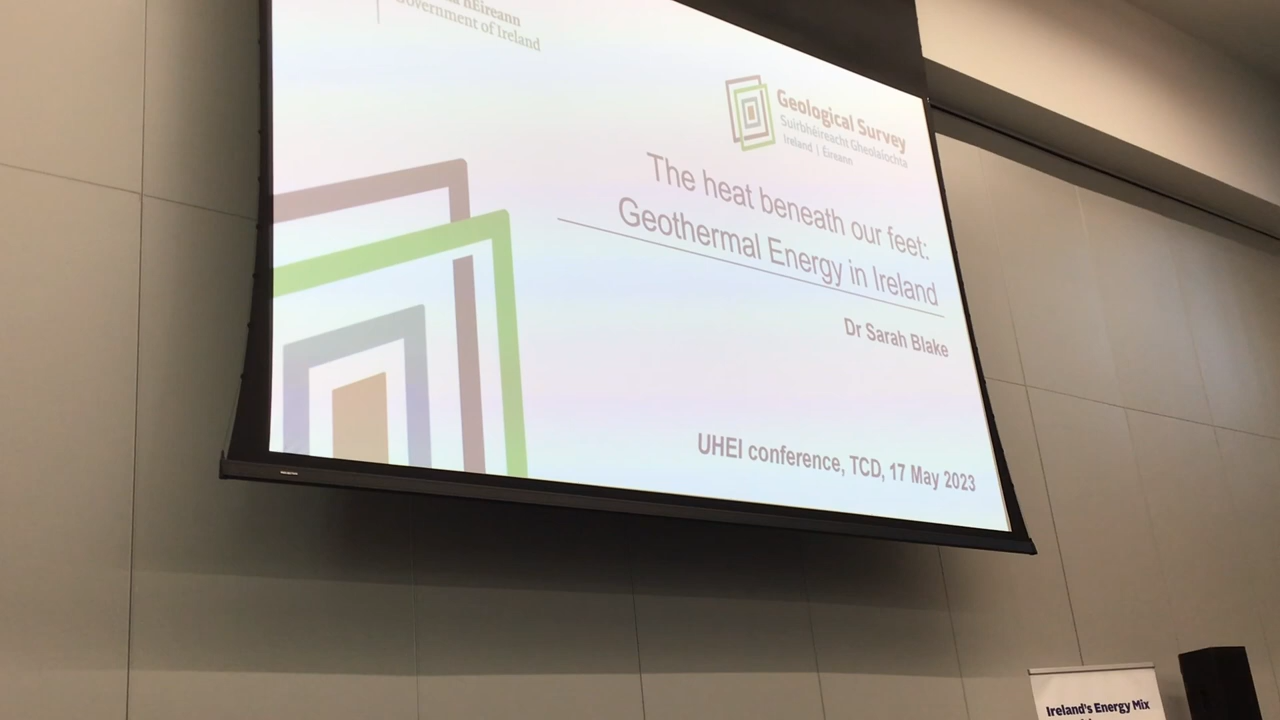 hÉireann
Government of Ireland
Geological Survey
Suirbhéireacht Gheolaíochta
Ireland | Éireann
The heat beneath our feet:
Geothermal Energy in Ireland
Dr Sarah Blake
UHEI conference, TCD, 17 May 2023
Ireland's Energy Mix